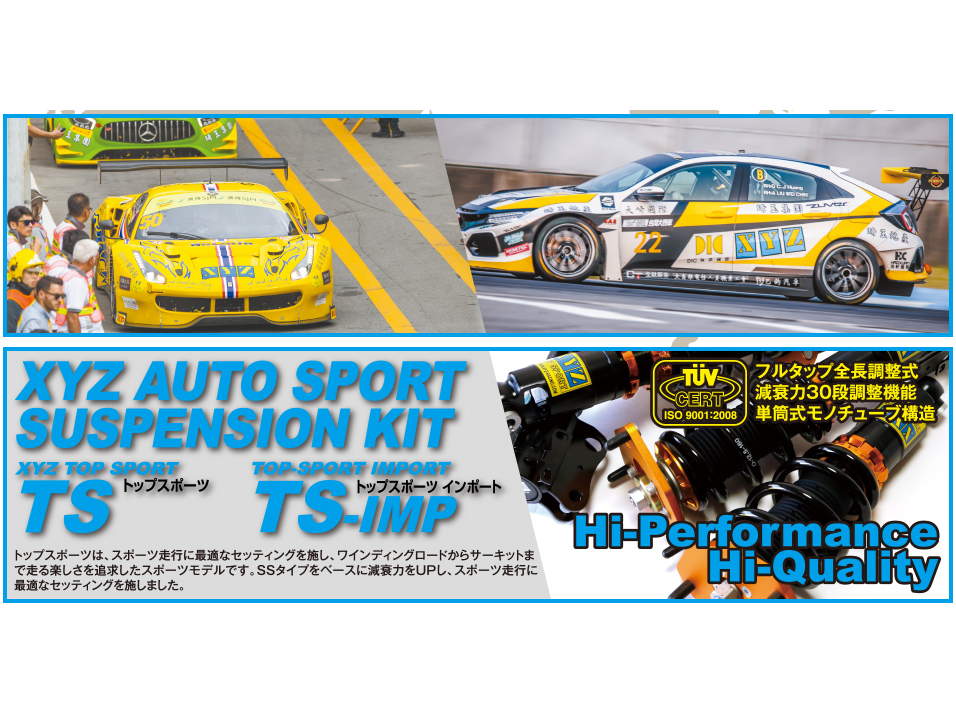 50
XYZ
B
天崎國際
22
DIC XYZ
ZUVER
XYZ AUTO SPORT
SUSPENSION KIT
XYZ TOP SPORT
TS トップスポーツ
TOP SPORT IMPORT
TS-IMP トップスポーツ インポート
トップスポーツは、スポーツ走行に最適なセッティングを施し、ワインディングロードからサーキットま
で走る楽しさを追求したスポーツモデルです。SSタイプをベースに減衰力をUPし、スポーツ走行に
最適なセッティングを施しました。
XYZ
TÜV
CERT
ISO 9001:2008
フルタップ全長調整式
減衰力30段調整機能
単筒式モノチューブ構造
Hi-Performance
Hi-Quality